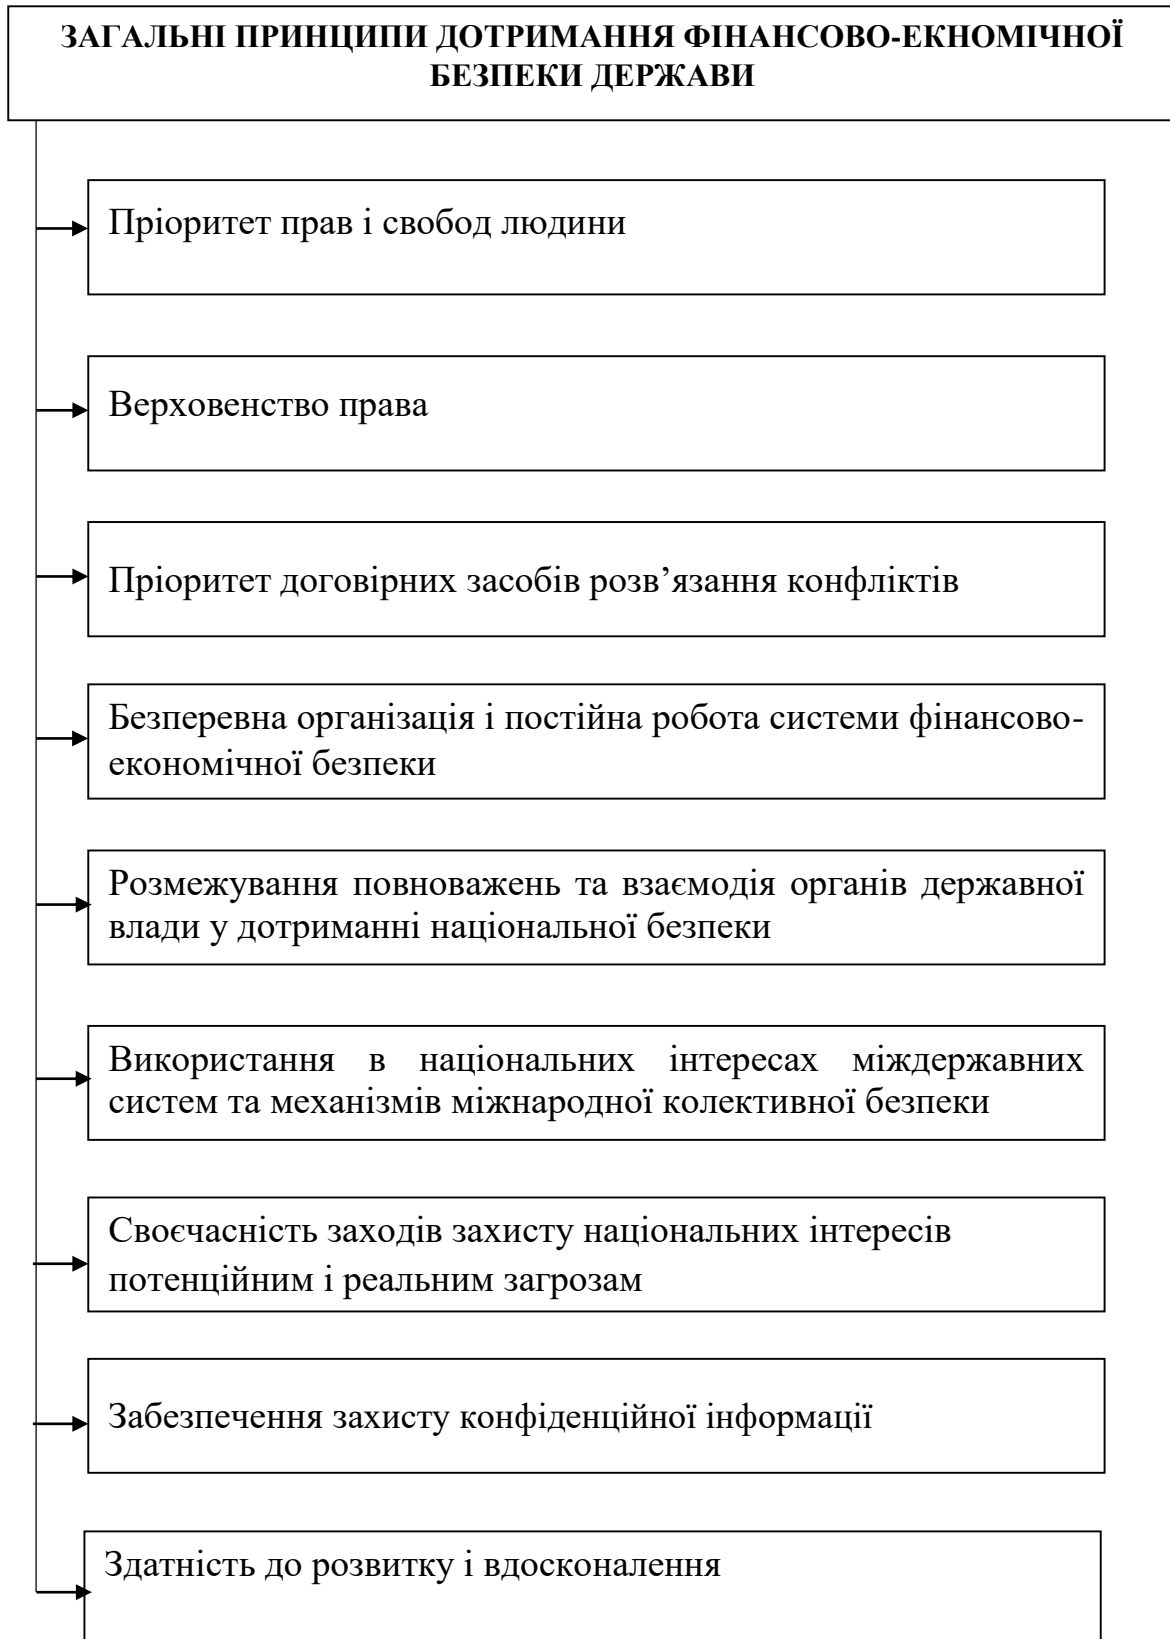 ЗАГАЛЬНІ ПРИНЦИПИ ДОТРИМАННЯ ФІНАНСОВО-ЕКНОМІЧНОЇ
БЕЗПЕКИ ДЕРЖАВИ
Пріоритет прав і свобод людини
Верховенство права
Пріоритет договірних засобів розв’язання конфліктів
Безперевна організація і постійна робота системи фінансово-
економічної безпеки
Розмежування повноважень та взаємодія органів державної
влади у дотриманні національної безпеки
Використання в національних інтересах міждержавних
систем та механізмів міжнародної колективної безпеки
Своєчасність заходів захисту національних інтересів
потенційним і реальним загрозам
Забезпечення захисту конфіденційної інформації
Здатність до розвитку і вдосконалення